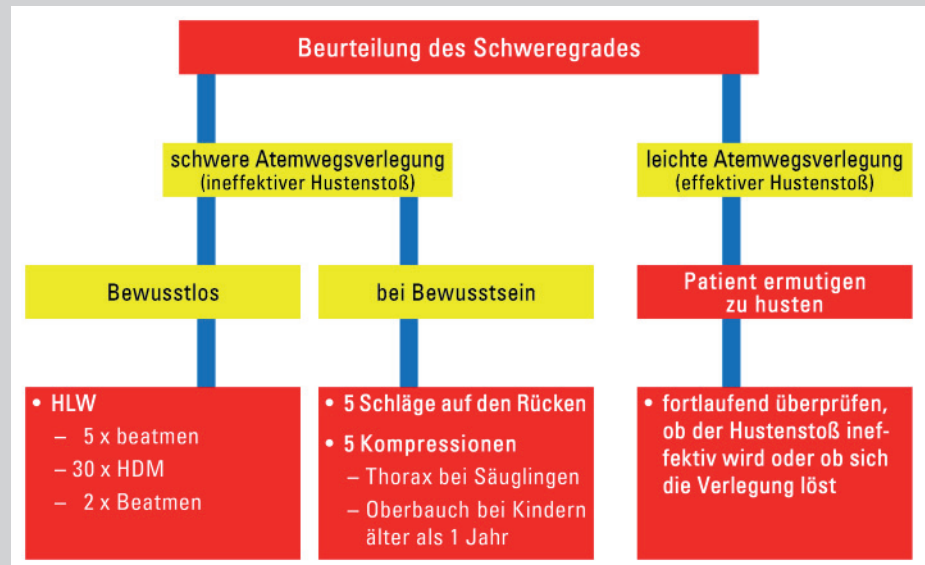 Beurteilung des Schweregrades
schwere Atemwegsverlegung
(ineffektiver Hustenstoß)
leichte Atemwegsverlegung
(effektiver Hustenstoß)
Bewusstlos
bei Bewusstsein
Patient ermutigen
zu husten
• HLW
– 5 x beatmen
– 30 x HDM
– 2 x Beatmen
• 5 Schläge auf den Rücken
• 5 Kompressionen
– Thorax bei Säuglingen
– Oberbauch bei Kindern
älter als 1 Jahr
• fortlaufend überprüfen,
ob der Hustenstoß inef-
fektiv wird oder ob sich
die Verlegung löst